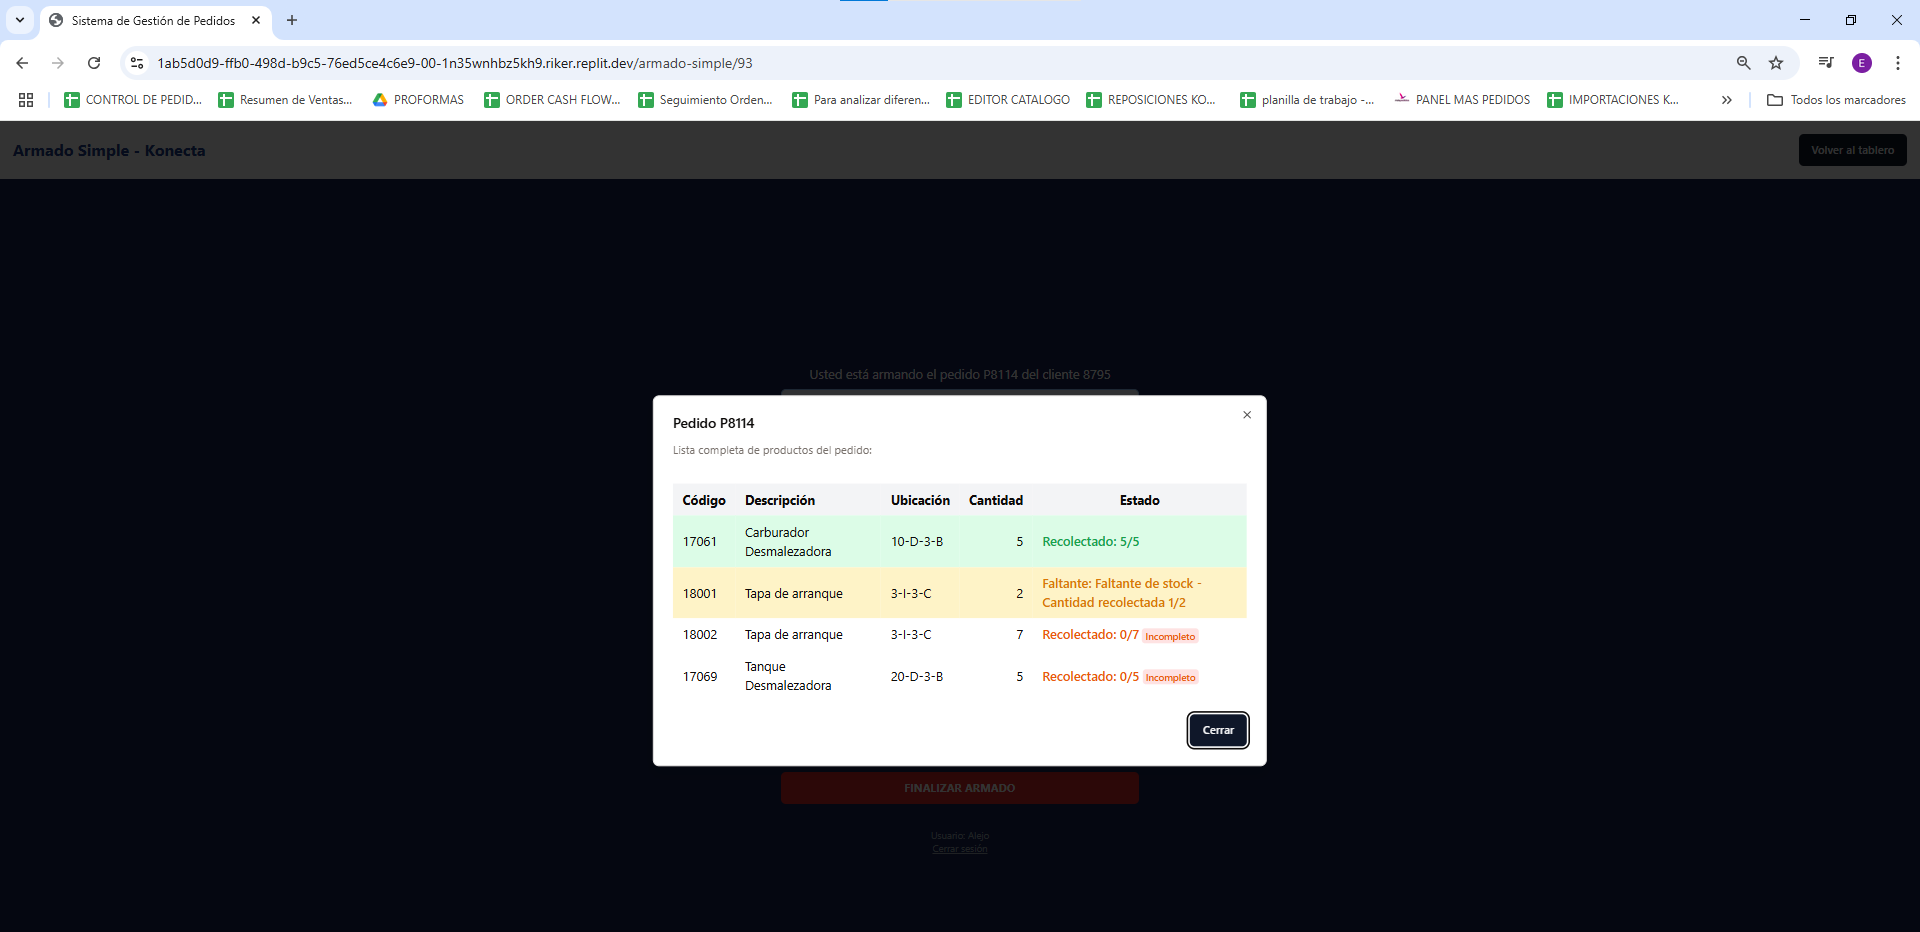 Sistema de Gestión de Pedidos
1ab5d0d9-ffb0-498d-b9c5-76ed5ce4c6e9-00-1n35wnhbz5kh9.riker.replit.dev/armado-simple/93
E
CONTROL DE PEDID...
Resumen de Ventas...
PROFORMAS
ORDER CASH FLOW...
Seguimiento Orden...
Para analizar diferen...
EDITOR CATALOGO
REPOSICIONES KO...
planilla de trabajo -...
PANEL MAS PEDIDOS
IMPORTACIONES K...
Todos los marcadores
Armado Simple - Konecta
Volver al tablero
Usted está armando el pedido P8114 del cliente 8795
Pedido P8114
Lista completa de productos del pedido:
Código Descripción Ubicación Cantidad Estado
17061 Carburador Desmalezadora 10-D-3-B 5 Recolectado: 5/5
18001 Tapa de arranque 3-I-3-C 2 Faltante: Faltante de stock - Cantidad recolectada 1/2
18002 Tapa de arranque 3-I-3-C 7 Recolectado: 0/7 Incompleto
17069 Tanque Desmalezadora 20-D-3-B 5 Recolectado: 0/5 Incompleto
Cerrar
FINALIZAR ARMADO
Usuario: Alejo
Cerrar sesión